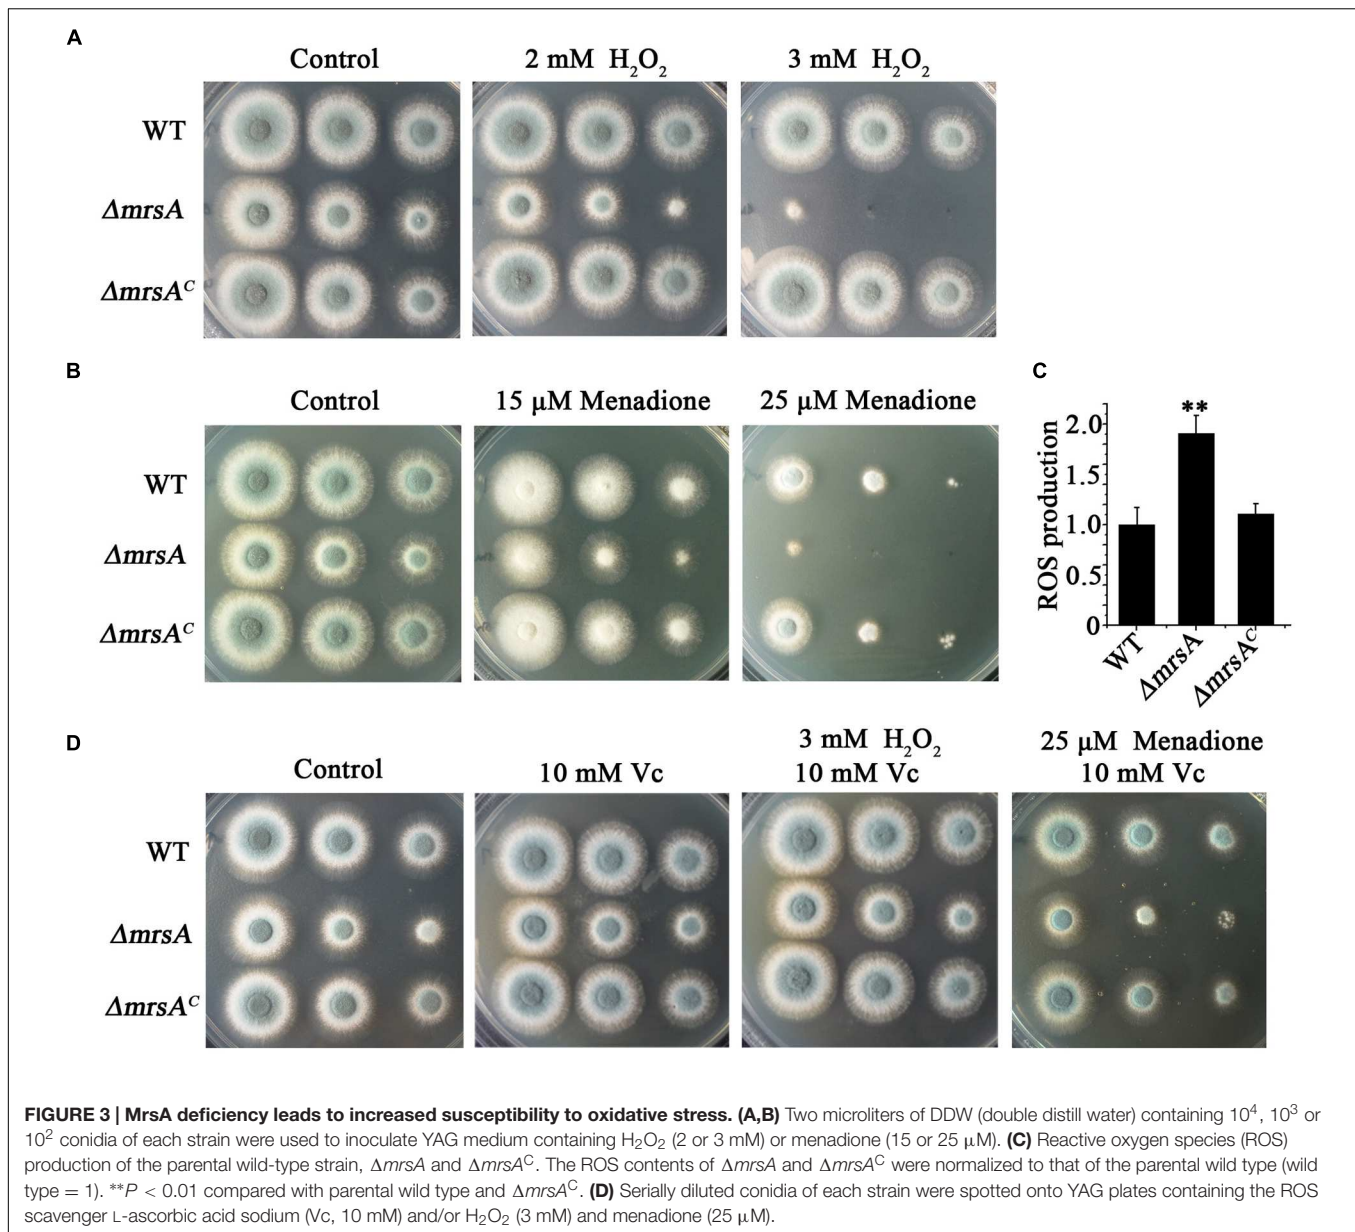 A
Control
2 mM H₂O₂
3 mM H₂O₂
WT
ΔmrsA
ΔmrsAᶜ
B
Control
15 µM Menadione
25 µM Menadione
WT
ΔmrsA
ΔmrsAᶜ
C
ROS production
2.0
1.5
1.0
0.5
0
**
WT
ΔmrsA
ΔmrsAᶜ
D
Control
10 mM Vc
3 mM H₂O₂
10 mM Vc
25 µM Menadione
10 mM Vc
WT
ΔmrsA
ΔmrsAᶜ
FIGURE 3 | MrsA deficiency leads to increased susceptibility to oxidative stress. (A,B) Two microliters of DDW (double distill water) containing 10⁴, 10³ or
10² conidia of each strain were used to inoculate YAG medium containing H₂O₂ (2 or 3 mM) or menadione (15 or 25 µM). (C) Reactive oxygen species (ROS)
production of the parental wild-type strain, ΔmrsA and ΔmrsAᶜ. The ROS contents of ΔmrsA and ΔmrsAᶜ were normalized to that of the parental wild type (wild
type = 1). **P < 0.01 compared with parental wild type and ΔmrsAᶜ. (D) Serially diluted conidia of each strain were spotted onto YAG plates containing the ROS
scavenger L-ascorbic acid sodium (Vc, 10 mM) and/or H₂O₂ (3 mM) and menadione (25 µM).